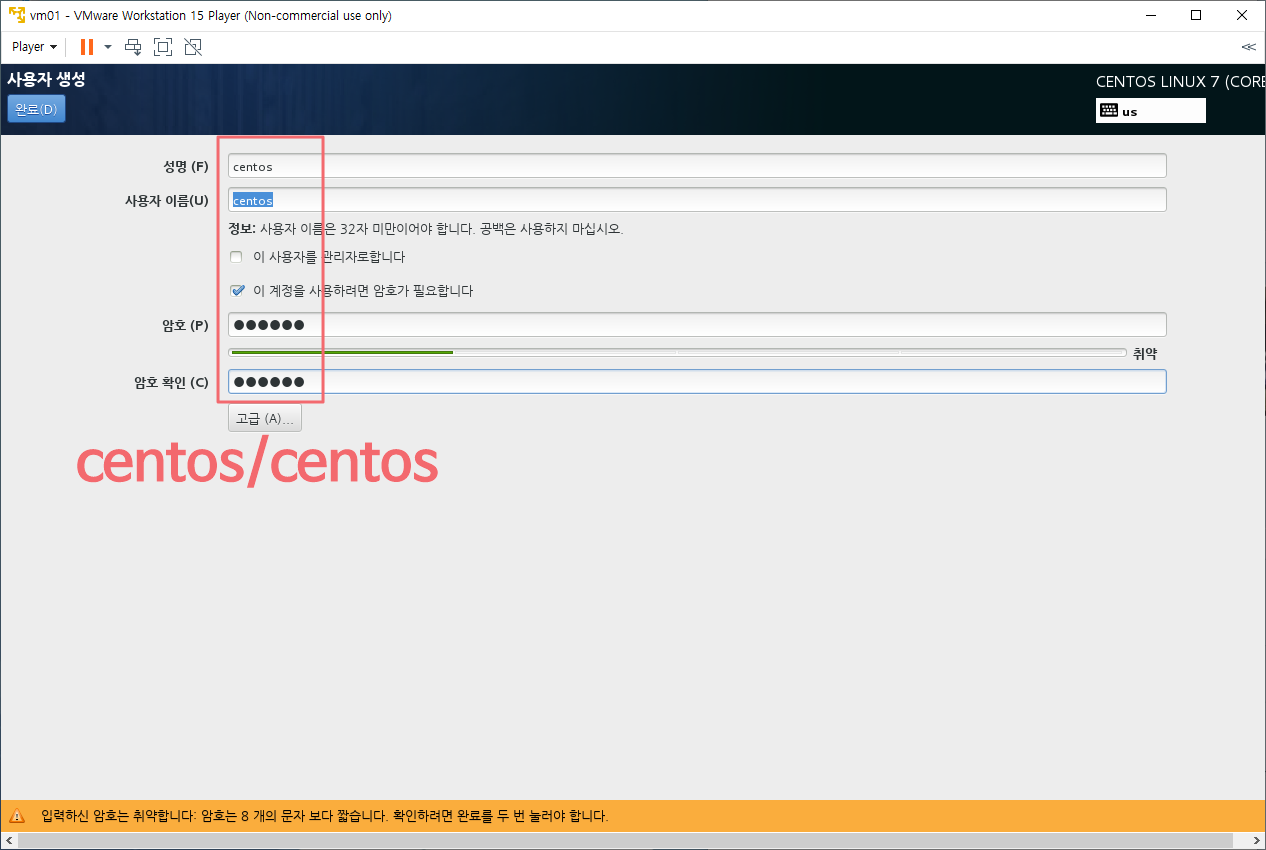 vm01 - VMware Workstation 15 Player (Non-commercial use only)
Player
사용자 생성
완료(D)
CENTOS LINUX 7 (CORE
us
성명 (F)
centos
사용자 이름(U)
centos
정보: 사용자 이름은 32자 미만이어야 합니다. 공백은 사용하지 마십시오.
이 사용자를 관리자로합니다
이 계정을 사용하려면 암호가 필요합니다
암호 (P)
●●●●●●
취약
암호 확인 (C)
●●●●●●
고급 (A)...
centos/centos
입력하신 암호는 취약합니다: 암호는 8 개의 문자 보다 짧습니다. 확인하려면 완료를 두 번 눌러야 합니다.